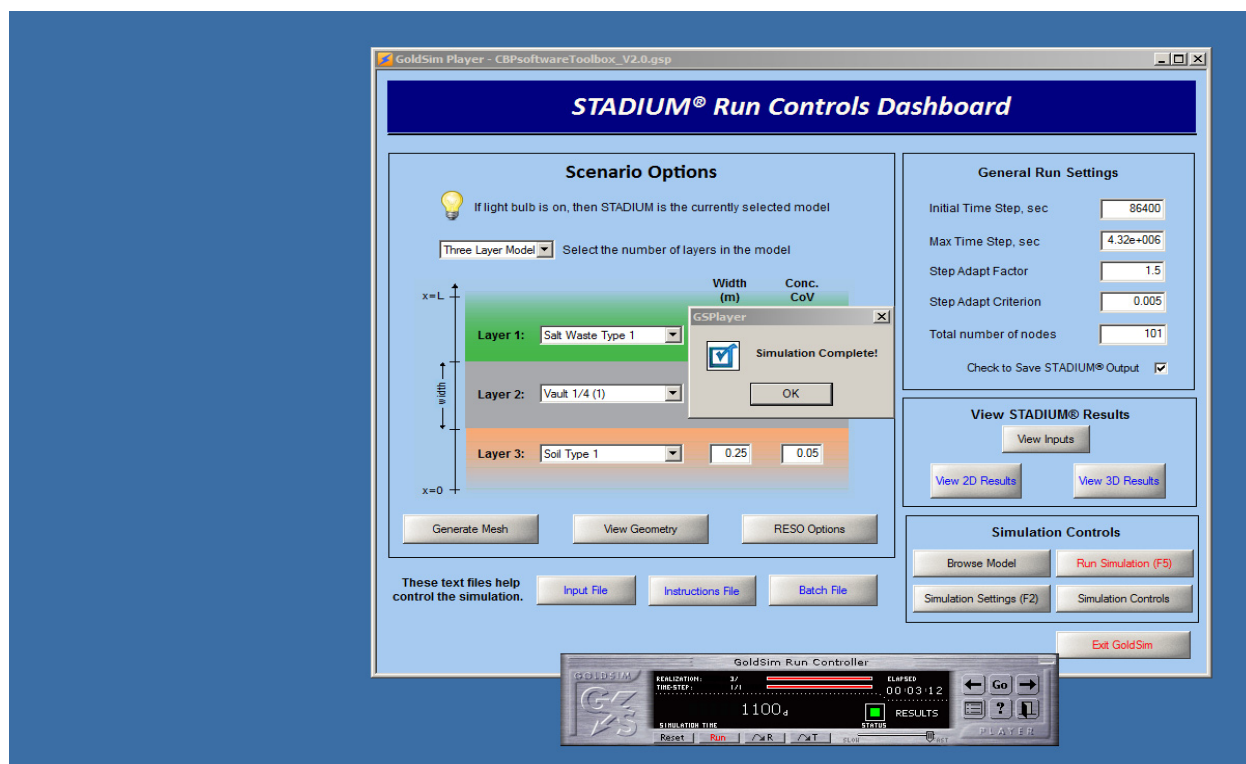 GoldSim Player - CBPsoftwareToolbox_V2.0.gsp
STADIUM® Run Controls Dashboard
Scenario Options
If light bulb is on, then STADIUM is the currently selected model
Three Layer Model Select the number of layers in the model
Width (m)
Conc. CoV
x=L
Layer 1: Salt Waste Type 1
width
Layer 2: Vault 1/4 (1)
Layer 3: Soil Type 1 0.25 0.05
x=0
Generate Mesh View Geometry RESO Options
These text files help
control the simulation.
Input File Instructions File Batch File
GSPlayer
Simulation Complete!
OK
General Run Settings
Initial Time Step, sec 86400
Max Time Step, sec 4.32e+006
Step Adapt Factor 1.5
Step Adapt Criterion 0.005
Total number of nodes 101
Check to Save STADIUM® Output
View STADIUM® Results
View Inputs
View 2D Results View 3D Results
Simulation Controls
Browse Model Run Simulation (F5)
Simulation Settings (F2) Simulation Controls
Exit GoldSim
GoldSim Run Controller
GOLDSIM
REALIZATION: 3/
TIME-STEP: 1/1
ELAPSED
00:03:12
1100d
SIMULATION TIME
STATUS
RESULTS
Go
?
PLAYER
Reset Run R T SLOW